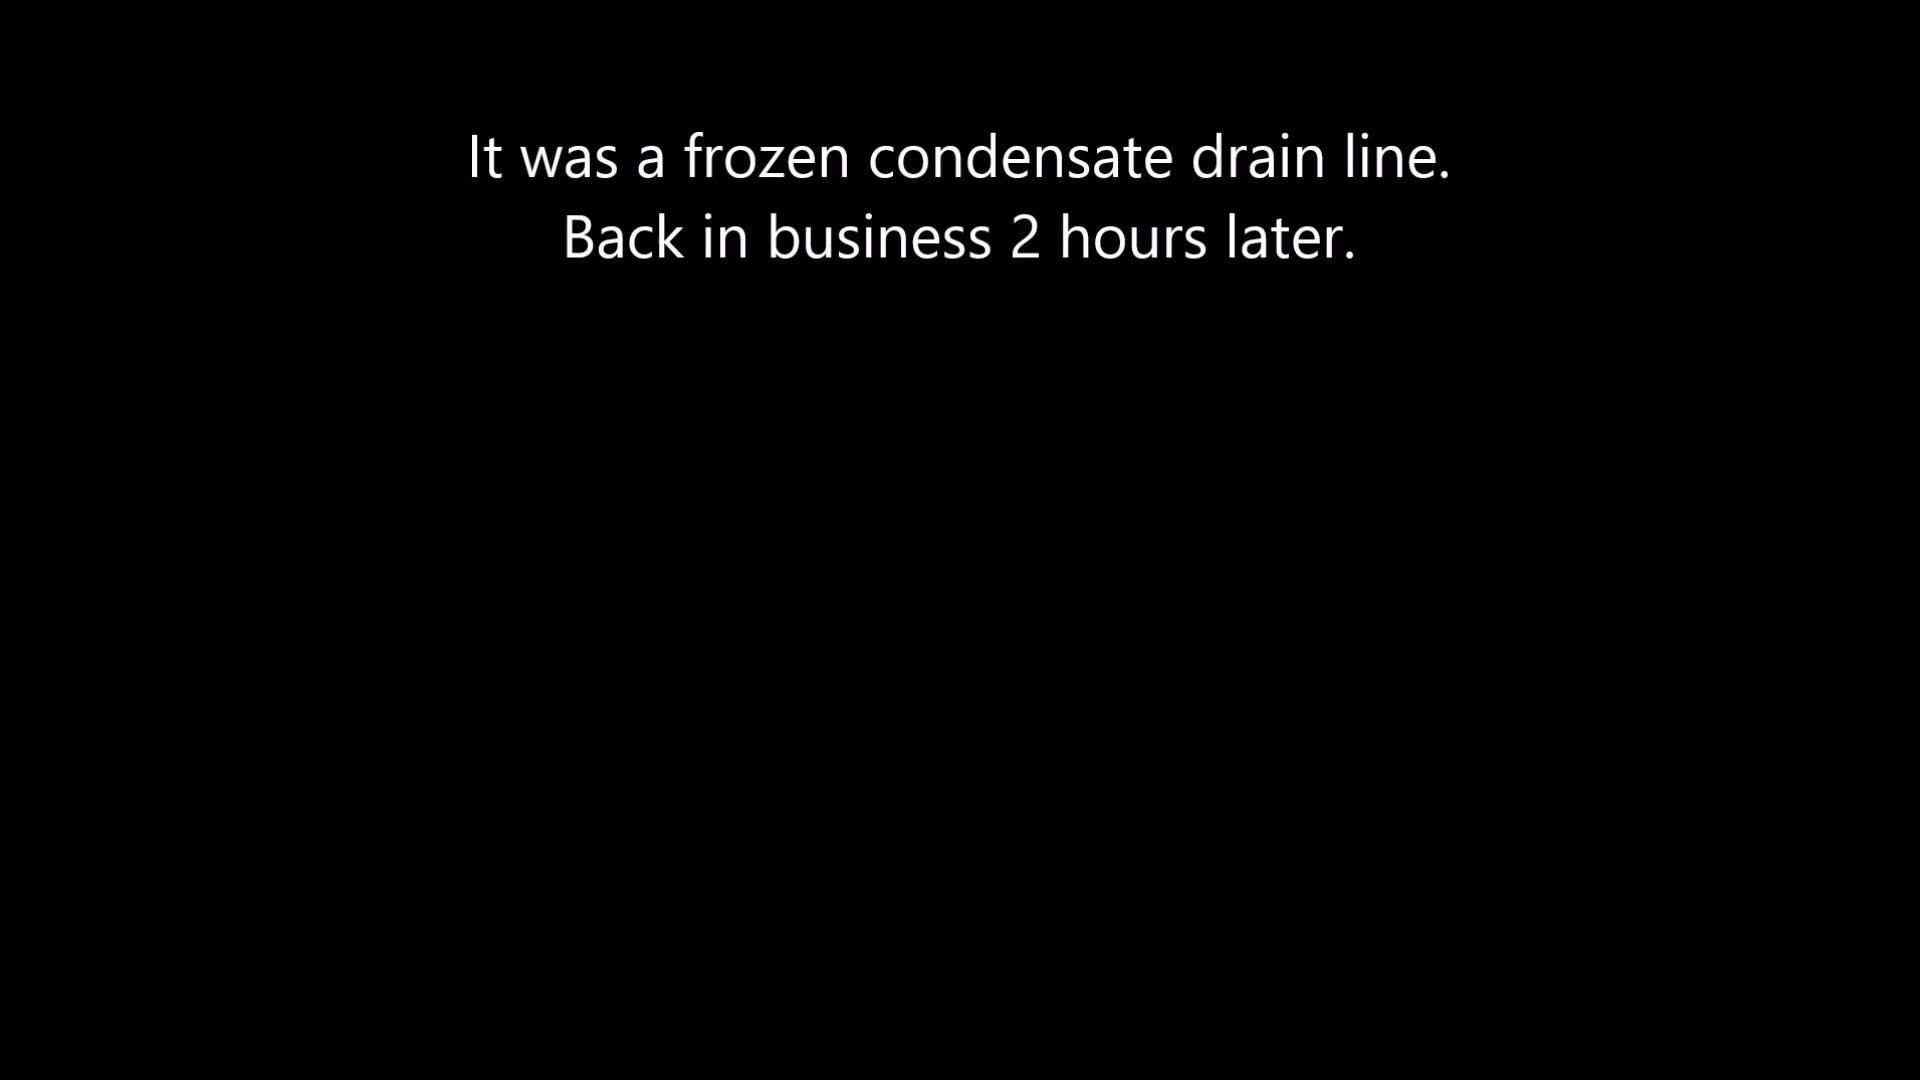 It was a frozen condensate drain line.
Back in business 2 hours later.